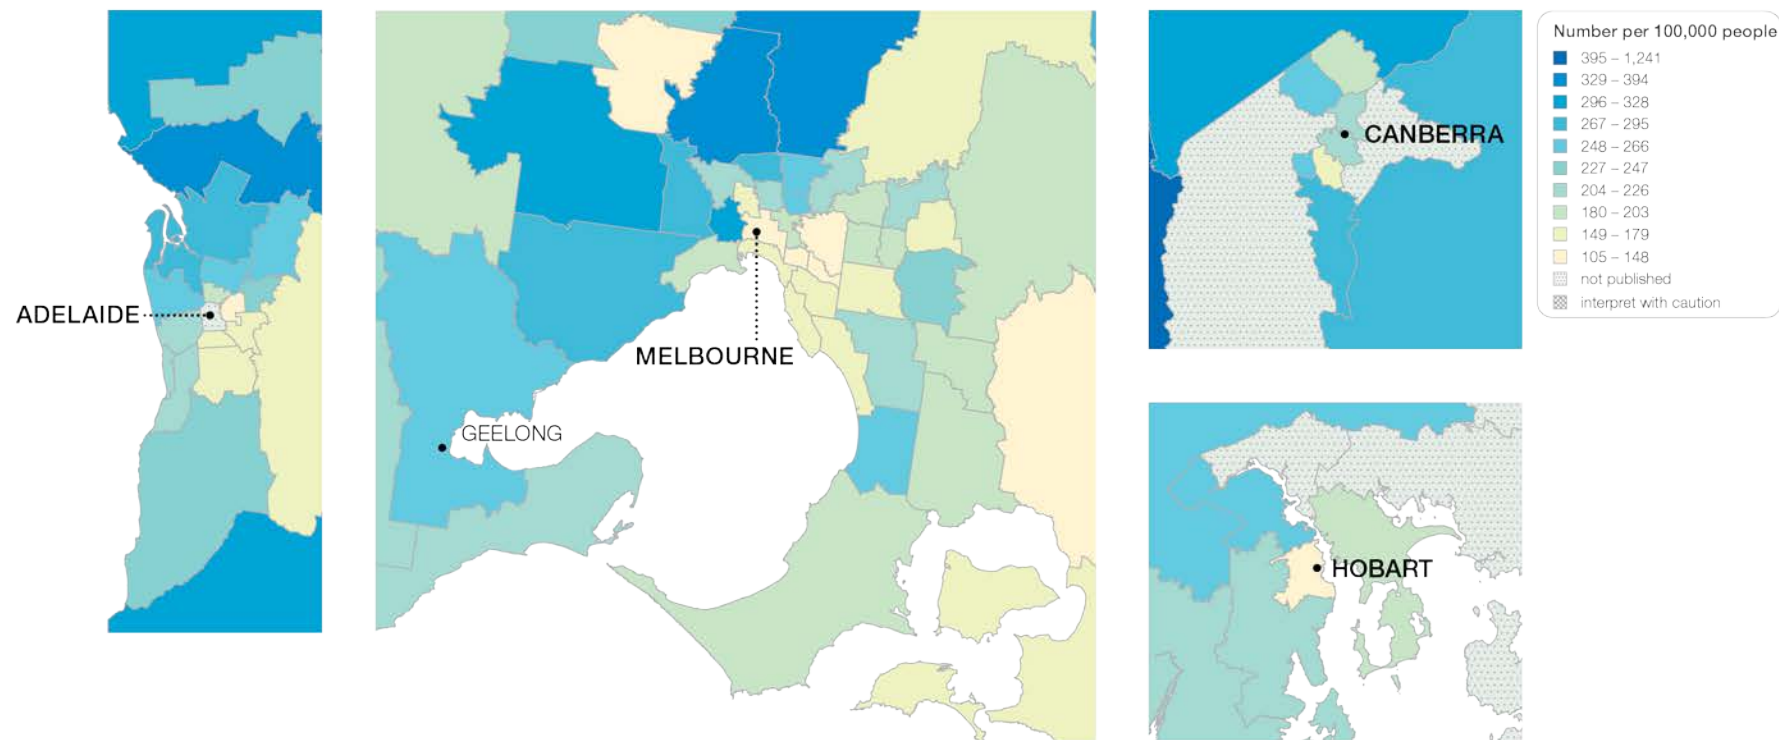 ADELAIDE
MELBOURNE
GEELONG
CANBERRA
HOBART
Number per 100,000 people
395 – 1,241
329 – 394
296 – 328
267 – 295
248 – 266
227 – 247
204 – 226
180 – 203
149 – 179
105 – 148
not published
interpret with caution